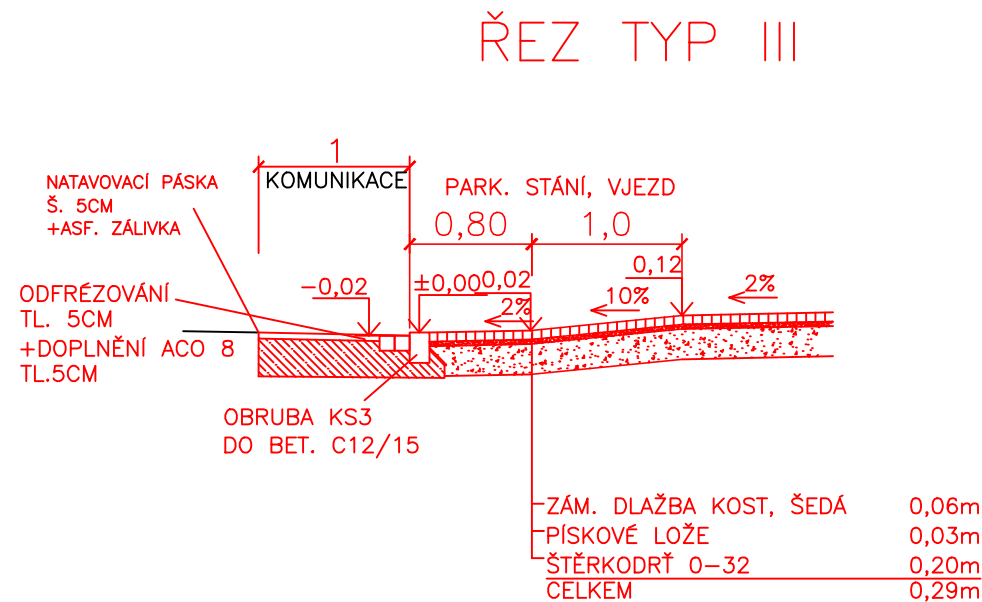 ŘEZ TYP III
1
KOMUNIKACE
NATAVOVACÍ PÁSKA
Š. 5CM
+ASF. ZÁLIVKA
PARK. STÁNÍ, VJEZD
0,80
1,0
ODFRÉZOVÁNÍ
TL. 5CM
+DOPLNĚNÍ ACO 8
TL.5CM
-0,02
±0,00
0,02
0,12
2%
10%
2%
OBRUBA KS3
DO BET. C12/15
ZÁM. DLAŽBA KOST, ŠEDÁ 0,06m
PÍSKOVÉ LOŽE 0,03m
ŠTĚRKODRŤ 0-32 0,20m
CELKEM 0,29m